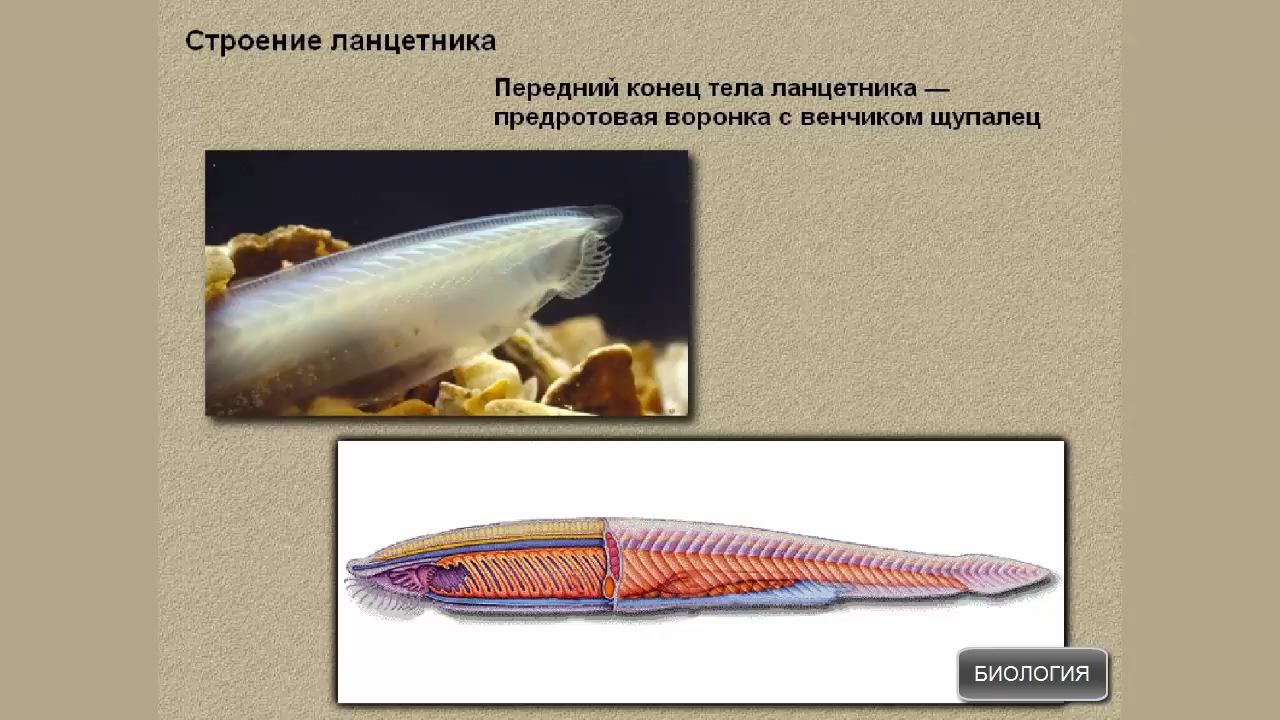 Строение ланцетника
Передний конец тела ланцетника —
предротовая воронка с венчиком щупалец
БИОЛОГИЯ